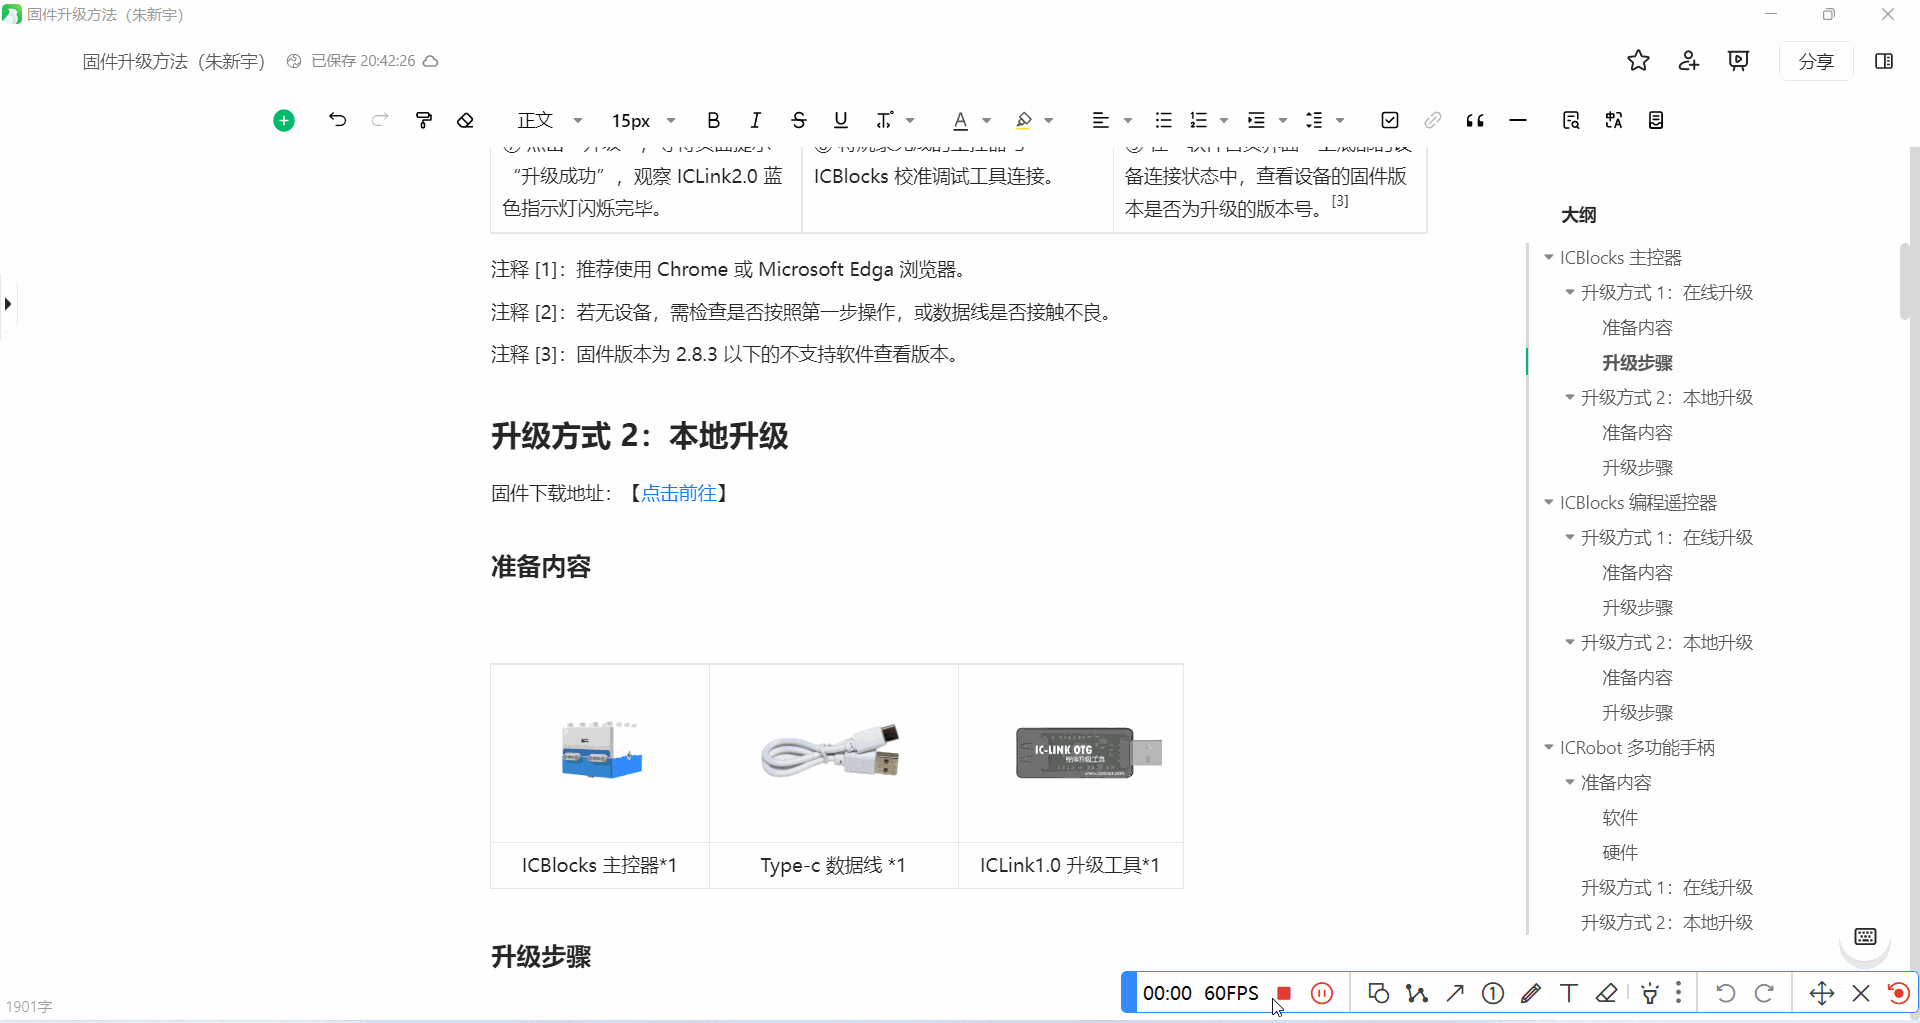 固件升级方法（朱新宇）
固件升级方法（朱新宇） 已保存 20:42:26
分享
正文 15px
“升级成功”，观察 ICLink2.0 蓝
色指示灯闪烁完毕。
ICBlocks 校准调试工具连接。
备连接状态中，查看设备的固件版
本是否为升级的版本号。[3]
注释 [1]：推荐使用 Chrome 或 Microsoft Edga 浏览器。
注释 [2]：若无设备，需检查是否按照第一步操作，或数据线是否接触不良。
注释 [3]：固件版本为 2.8.3 以下的不支持软件查看版本。
升级方式 2：本地升级
固件下载地址：【点击前往】
准备内容
IC-LINK OTG
程序升级工具
ICBlocks 主控器*1
Type-c 数据线 *1
ICLink1.0 升级工具*1
升级步骤
大纲
ICBlocks 主控器
升级方式 1：在线升级
准备内容
升级步骤
升级方式 2：本地升级
准备内容
升级步骤
ICBlocks 编程遥控器
升级方式 1：在线升级
准备内容
升级步骤
升级方式 2：本地升级
准备内容
升级步骤
ICRobot 多功能手柄
准备内容
软件
硬件
升级方式 1：在线升级
升级方式 2：本地升级
1901字
00:00 60FPS